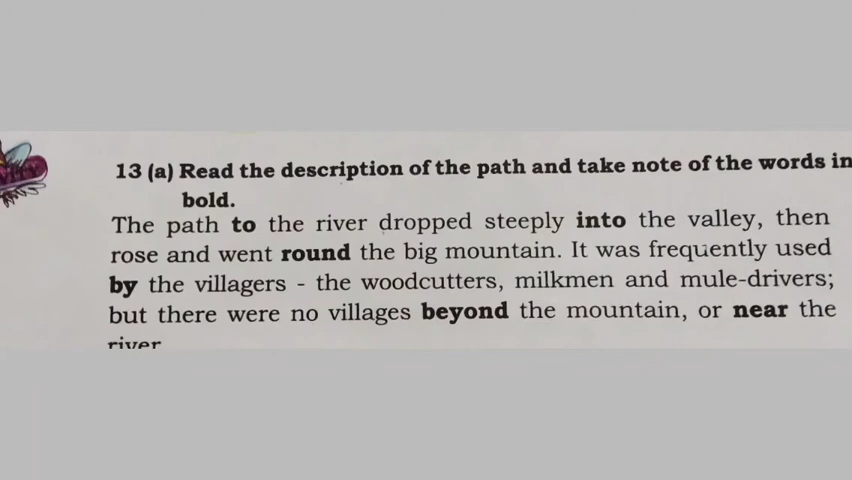 13 (a) Read the description of the path and take note of the words in
bold.
The path to the river dropped steeply into the valley, then
rose and went round the big mountain. It was frequently used
by the villagers - the woodcutters, milkmen and mule-drivers;
but there were no villages beyond the mountain, or near the
river